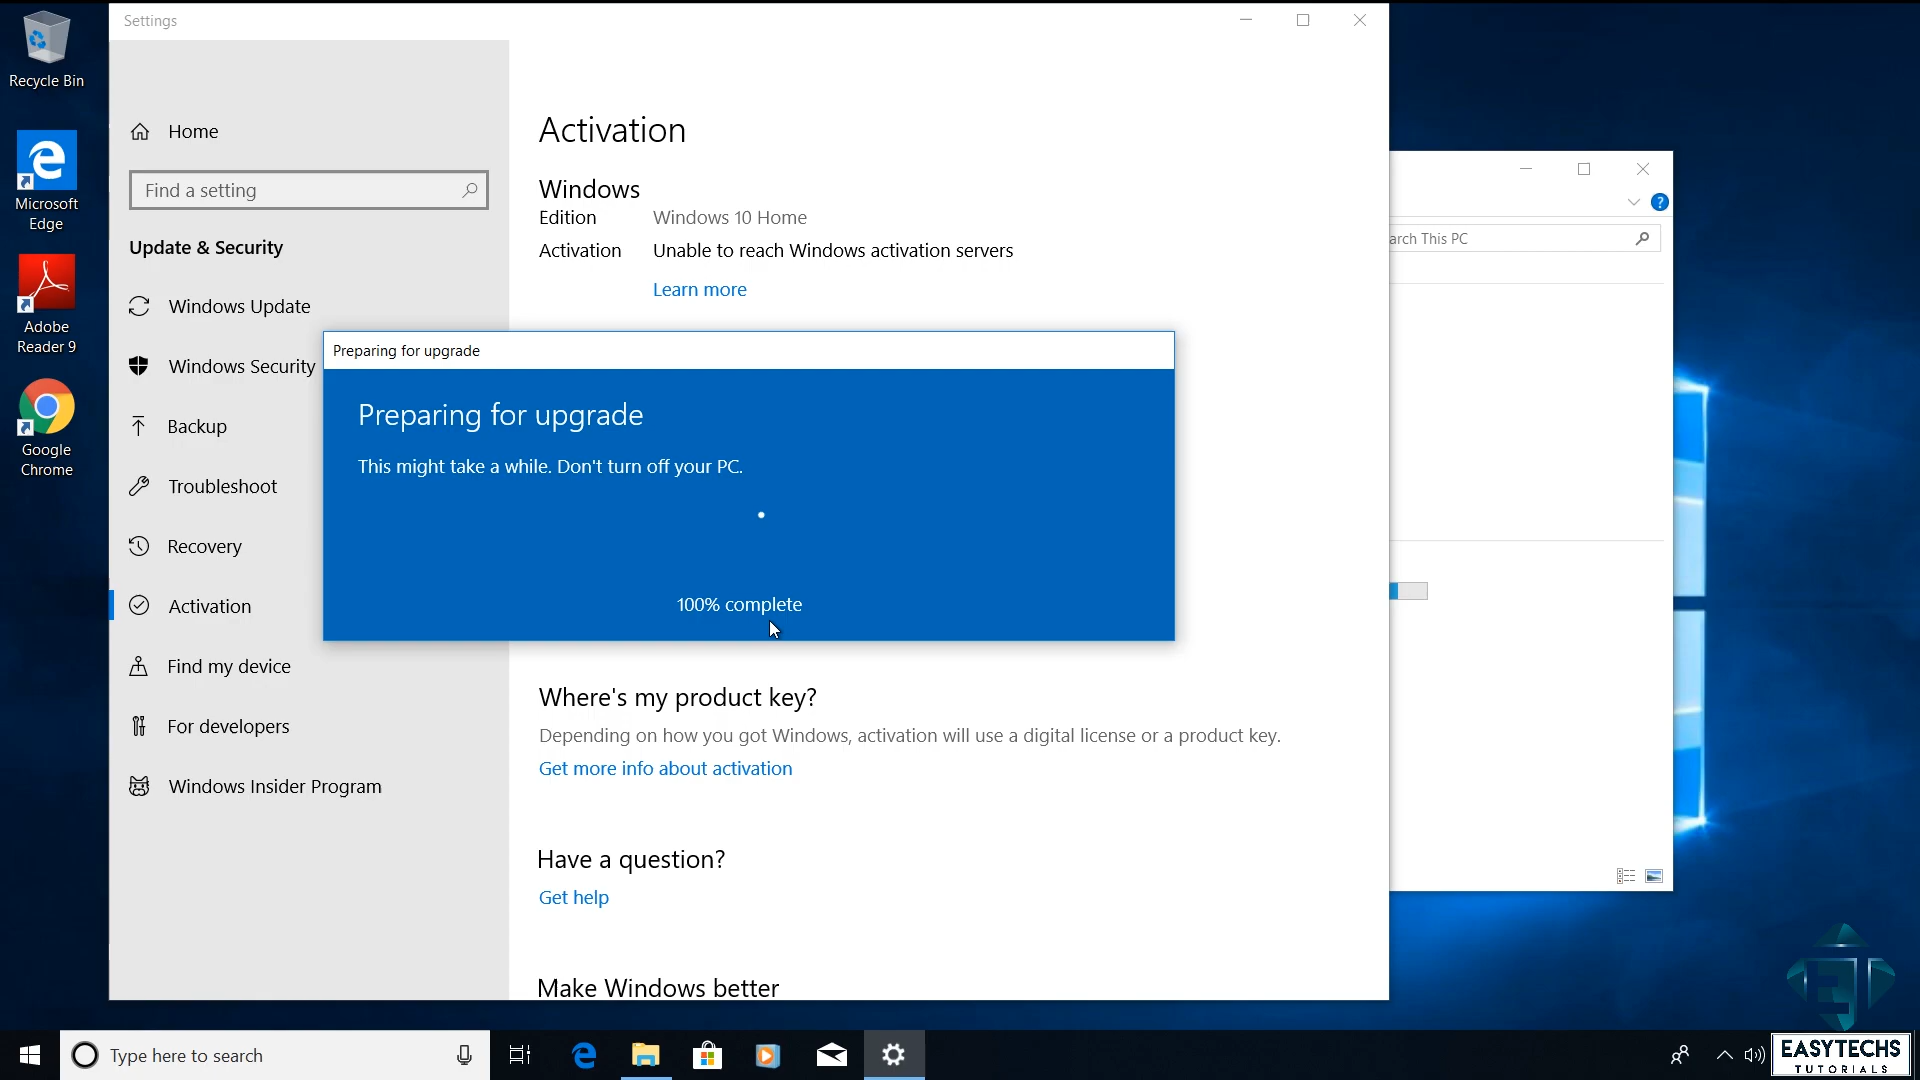 Settings
Recycle Bin
Microsoft
Edge
Adobe
Reader 9
Google
Chrome
Home
Find a setting
Update & Security
Windows Update
Windows Security
Backup
Troubleshoot
Recovery
Activation
Find my device
For developers
Windows Insider Program
Activation
Windows
Edition Windows 10 Home
Activation Unable to reach Windows activation servers
Learn more
Preparing for upgrade
Preparing for upgrade
This might take a while. Don't turn off your PC.
100% complete
Where's my product key?
Depending on how you got Windows, activation will use a digital license or a product key.
Get more info about activation
Have a question?
Get help
Make Windows better
?
arch This PC
Type here to search
EASYTECHS
TUTORIALS